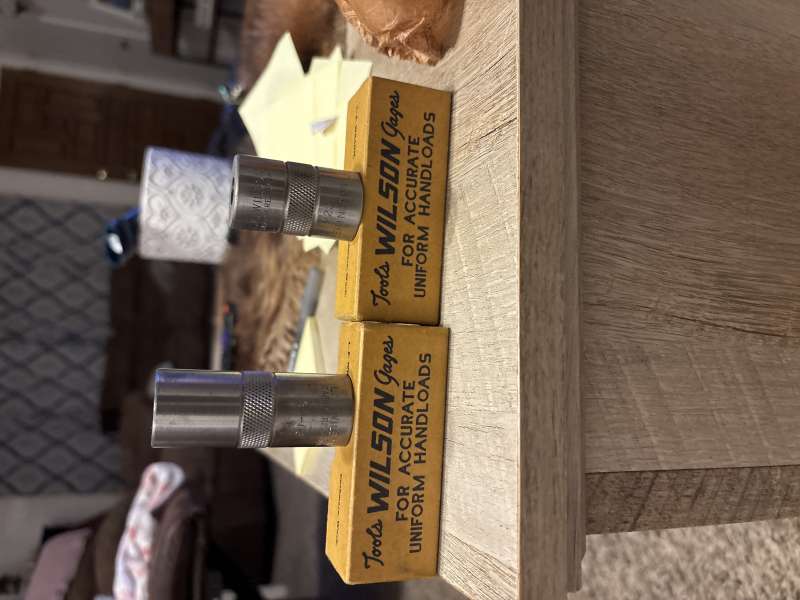 Tools WILSON Gages
FOR ACCURATE
UNIFORM HANDLOADS
Tools WILSON Gages
FOR ACCURATE
UNIFORM HANDLOADS